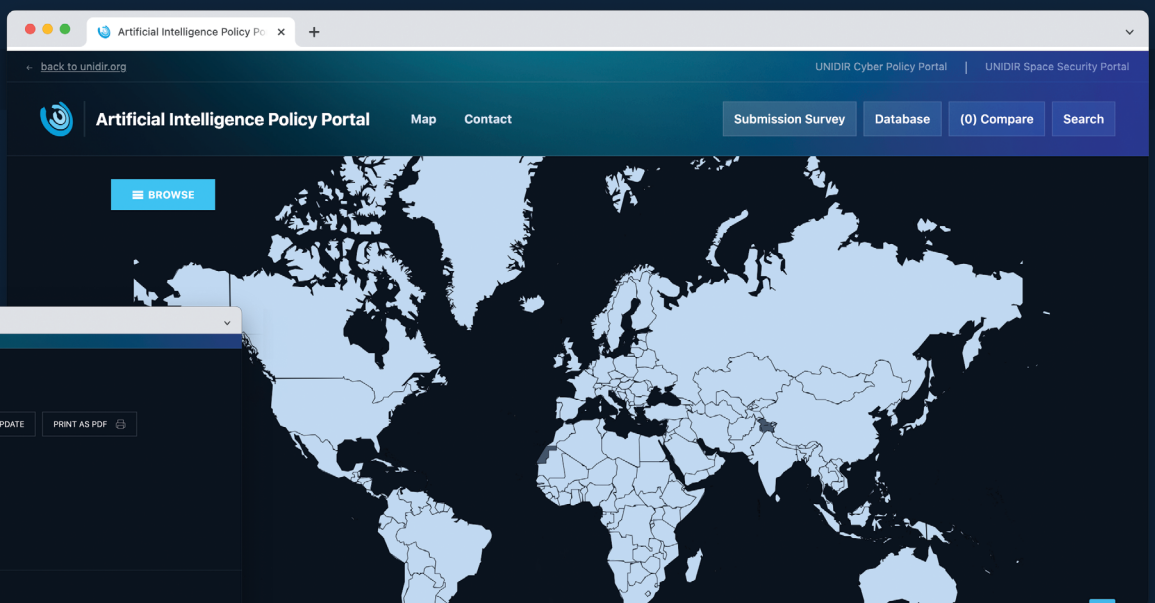 Artificial Intelligence Policy Po
← back to unidir.org
UNIDIR Cyber Policy Portal | UNIDIR Space Security Portal
Artificial Intelligence Policy Portal Map Contact Submission Survey Database (0) Compare Search
BROWSE
PDATE PRINT AS PDF